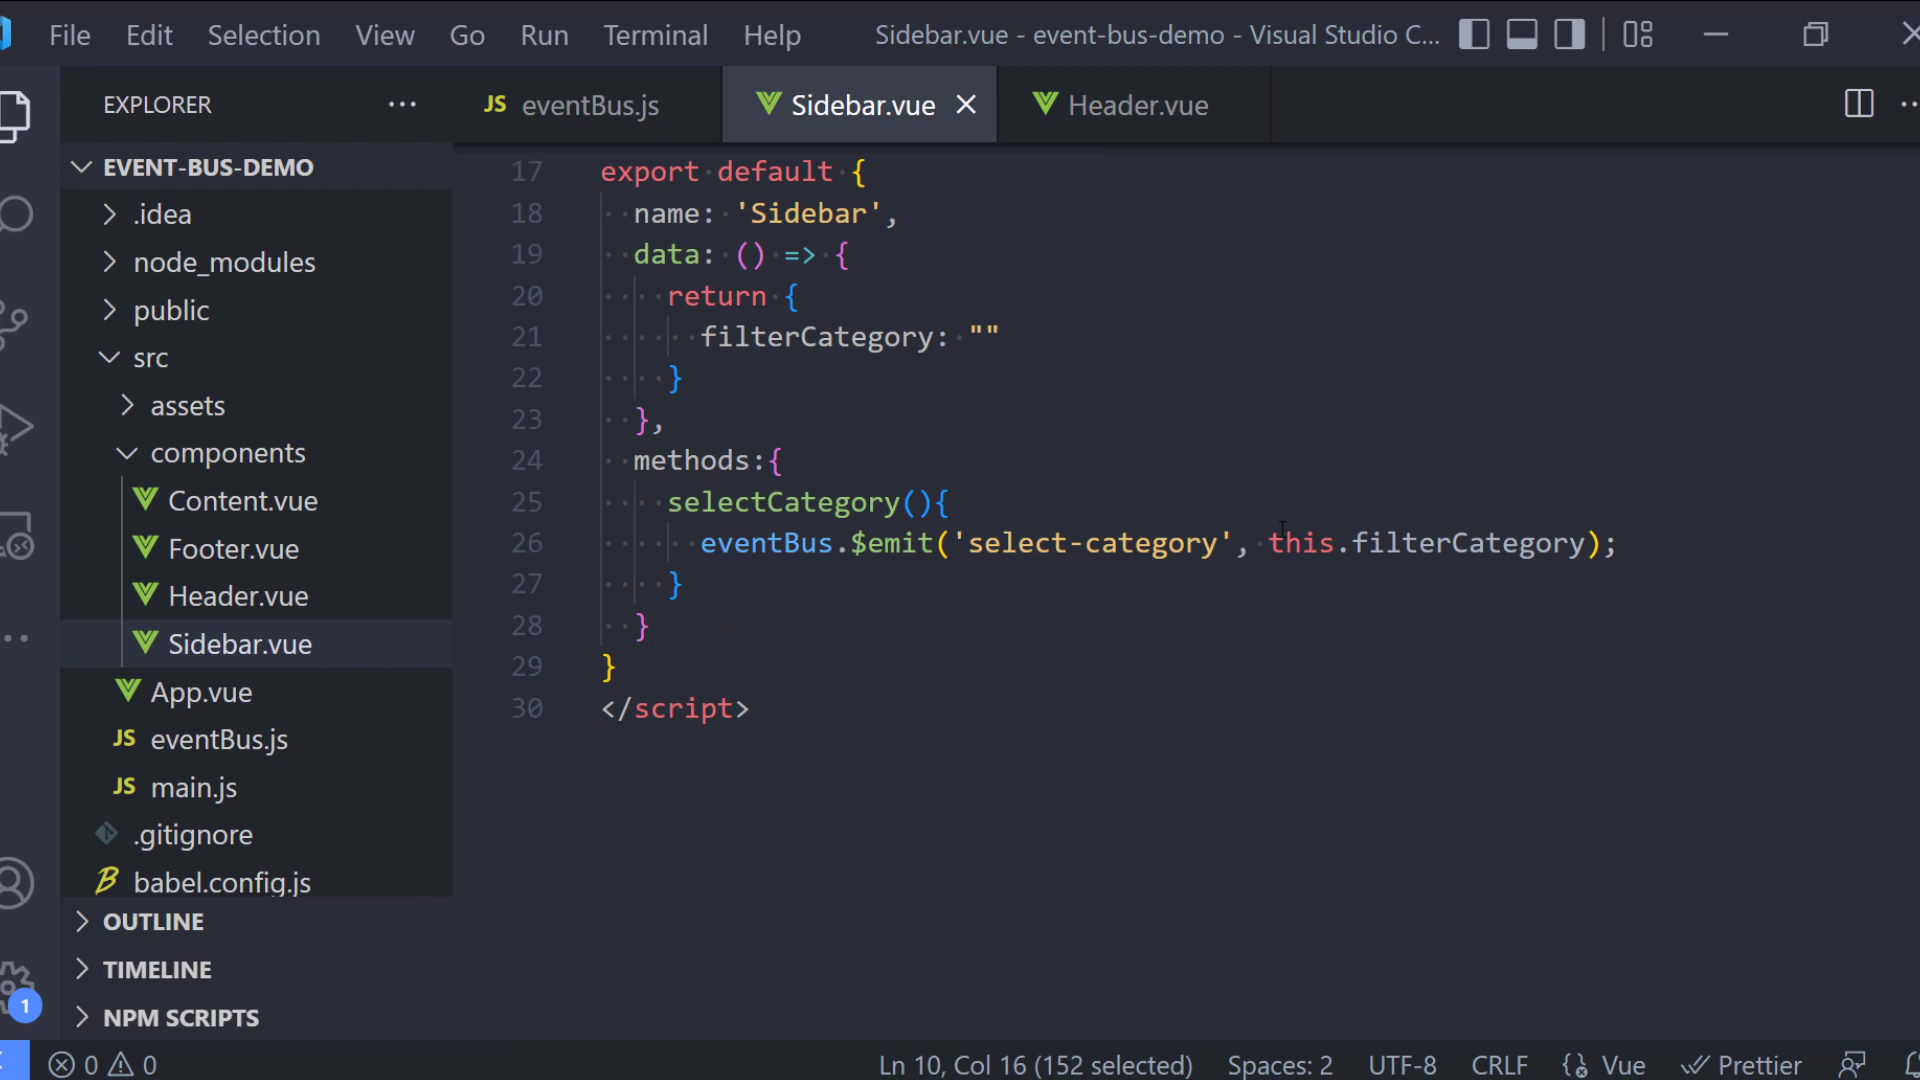 File Edit Selection View Go Run Terminal Help Sidebar.vue - event-bus-demo - Visual Studio C...
EXPLORER ...
JS eventBus.js
Sidebar.vue
Header.vue
EVENT-BUS-DEMO
.idea
node_modules
public
src
assets
components
Content.vue
Footer.vue
Header.vue
Sidebar.vue
App.vue
JS eventBus.js
JS main.js
.gitignore
babel.config.js
OUTLINE
TIMELINE
NPM SCRIPTS
1
17 export default {
18 name: 'Sidebar',
19 data: () => {
20 return {
21 filterCategory: ""
22 }
23 },
24 methods:{
25 selectCategory(){
26 eventBus.$emit('select-category', this.filterCategory);
27 }
28 }
29 }
30 </script>
0 0 Ln 10, Col 16 (152 selected) Spaces: 2 UTF-8 CRLF Vue Prettier